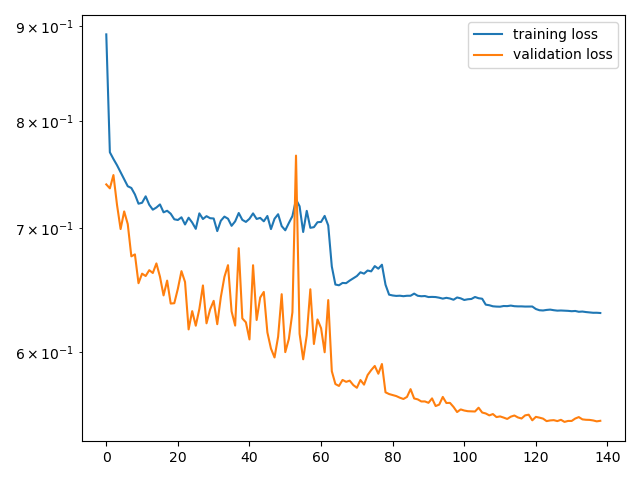 9 × 10⁻¹
8 × 10⁻¹
7 × 10⁻¹
6 × 10⁻¹
training loss
validation loss
0 20 40 60 80 100 120 140